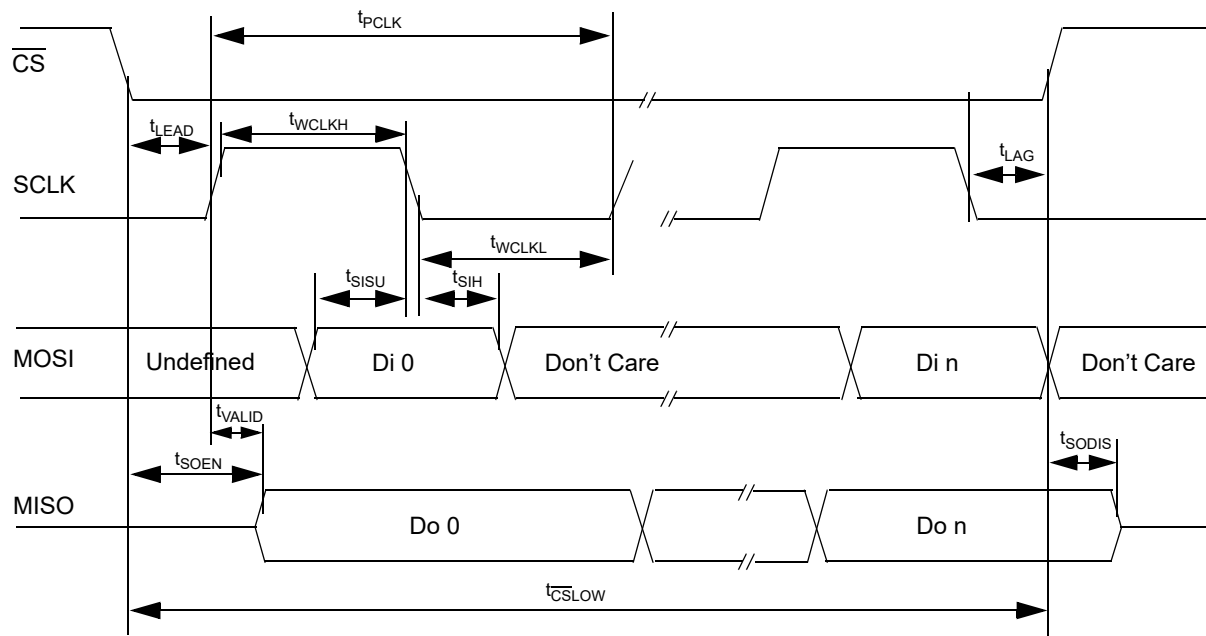 tPCLK
CS
tLEAD
tWCLKH
tLAG
SCLK
tWCLKL
tSISU
tSIH
MOSI
Undefined
Di 0
Don't Care
Di n
Don't Care
tVALID
tSOEN
tSODIS
MISO
Do 0
Do n
tCSLOW